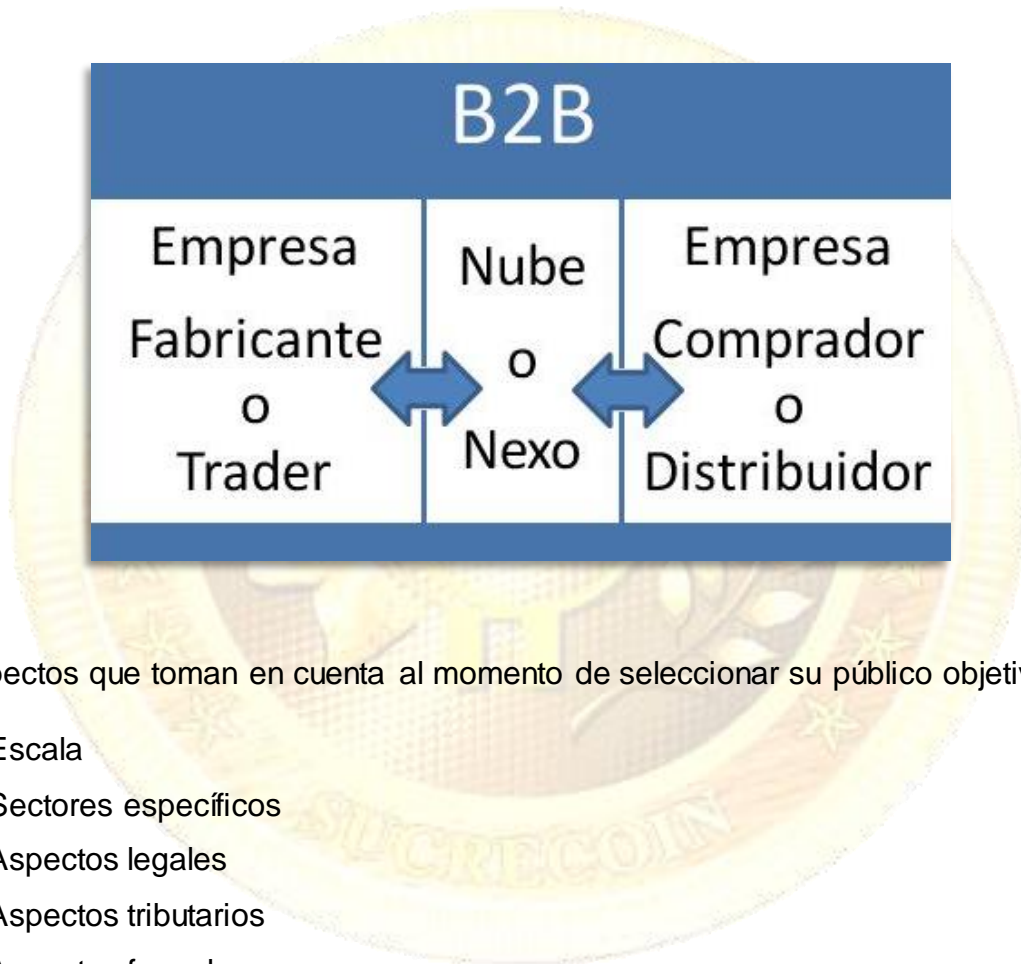 B2B
Empresa
Fabricante
o
Trader
Nube
o
Nexo
Empresa
Comprador
o
Distribuidor
que toman en cuenta al momento de seleccionar su público
Escala
Sectores específicos
Aspectos legales
Aspectos tributarios
SUCRECOIN